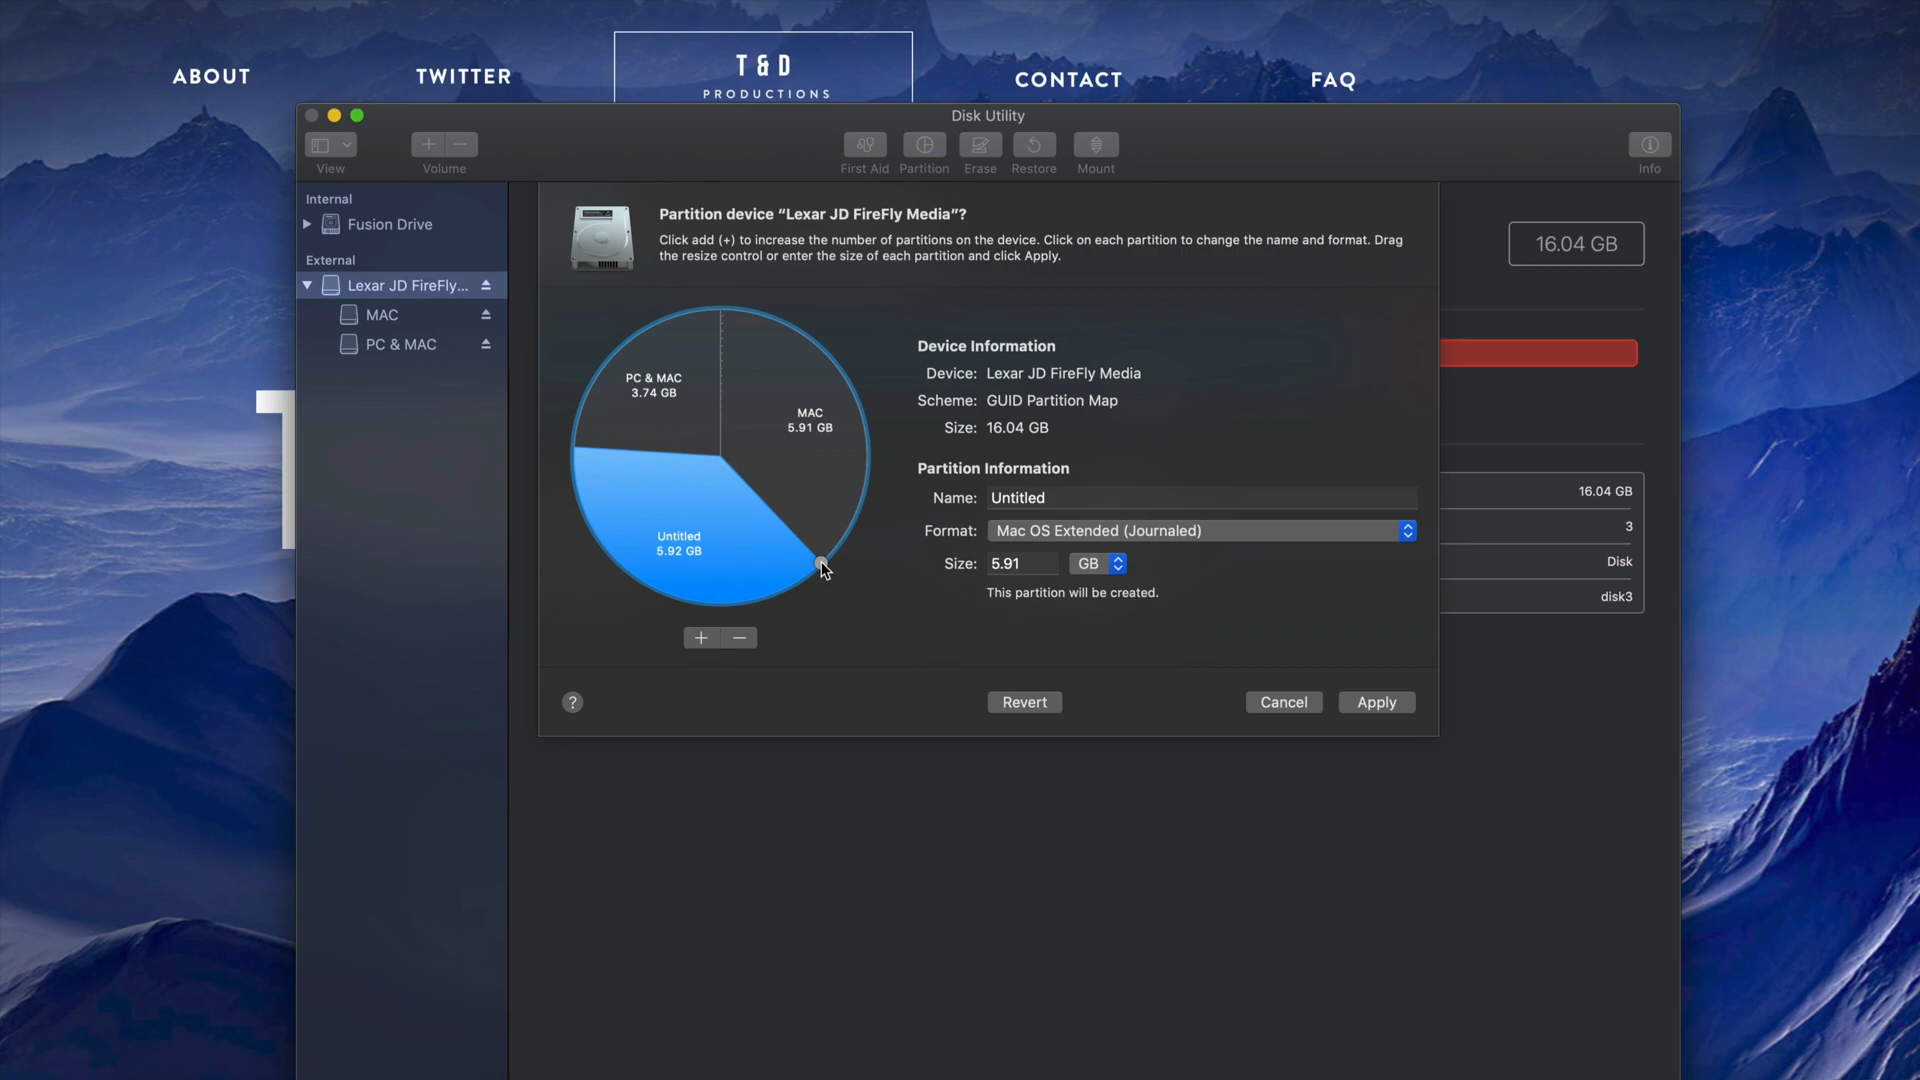 ABOUT
TWITTER
T & D
PRODUCTIONS
CONTACT
FAQ
Disk Utility
View
Volume
First Aid
Partition
Erase
Restore
Mount
Info
Internal
Fusion Drive
External
Lexar JD FireFly...
MAC
PC & MAC
Partition device “Lexar JD FireFly Media”?
Click add (+) to increase the number of partitions on the device. Click on each partition to change the name and format. Drag
the resize control or enter the size of each partition and click Apply.
16.04 GB
PC & MAC
3.74 GB
MAC
5.91 GB
Untitled
5.92 GB
Device Information
Device: Lexar JD FireFly Media
Scheme: GUID Partition Map
Size: 16.04 GB
Partition Information
Name: Untitled
Format: Mac OS Extended (Journaled)
Size: 5.91 GB
This partition will be created.
16.04 GB
3
Disk
disk3
+
−
?
Revert
Cancel
Apply
T